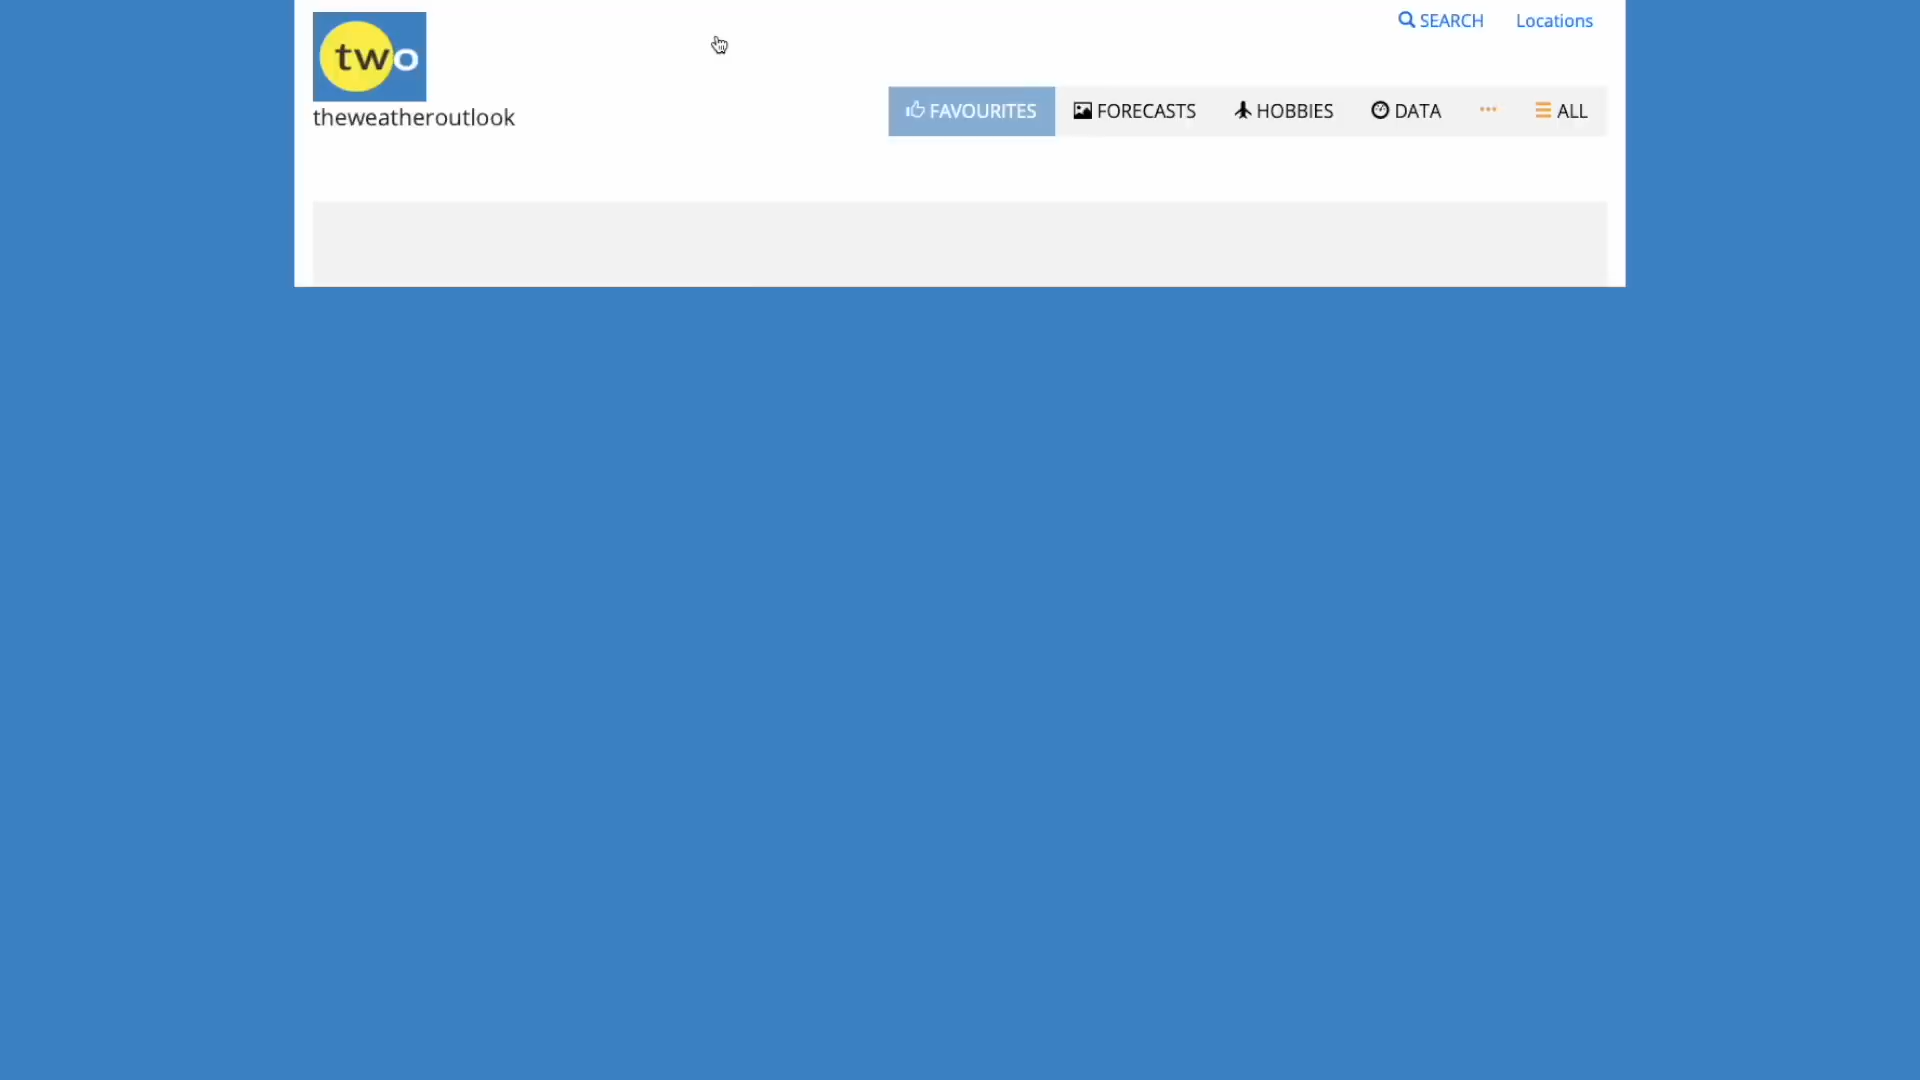 two
theweatheroutlook
SEARCH
Locations
FAVOURITES
FORECASTS
HOBBIES
DATA
ALL